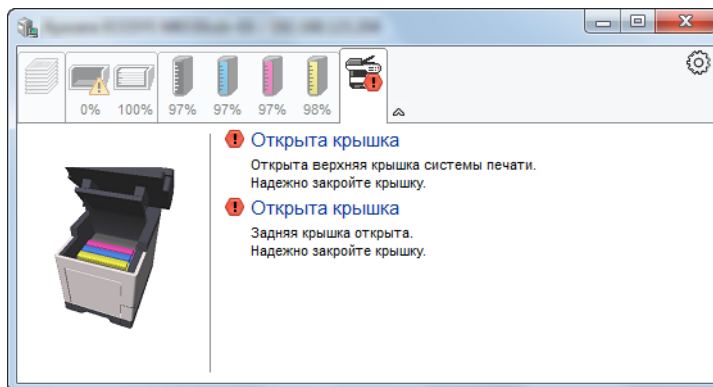 0% 100% 97% 97% 97% 98%
Открыта крышка
Открыта верхняя крышка системы печати.
Надежно закройте крышку.
Открыта крышка
Задняя крышка открыта.
Надежно закройте крышку.